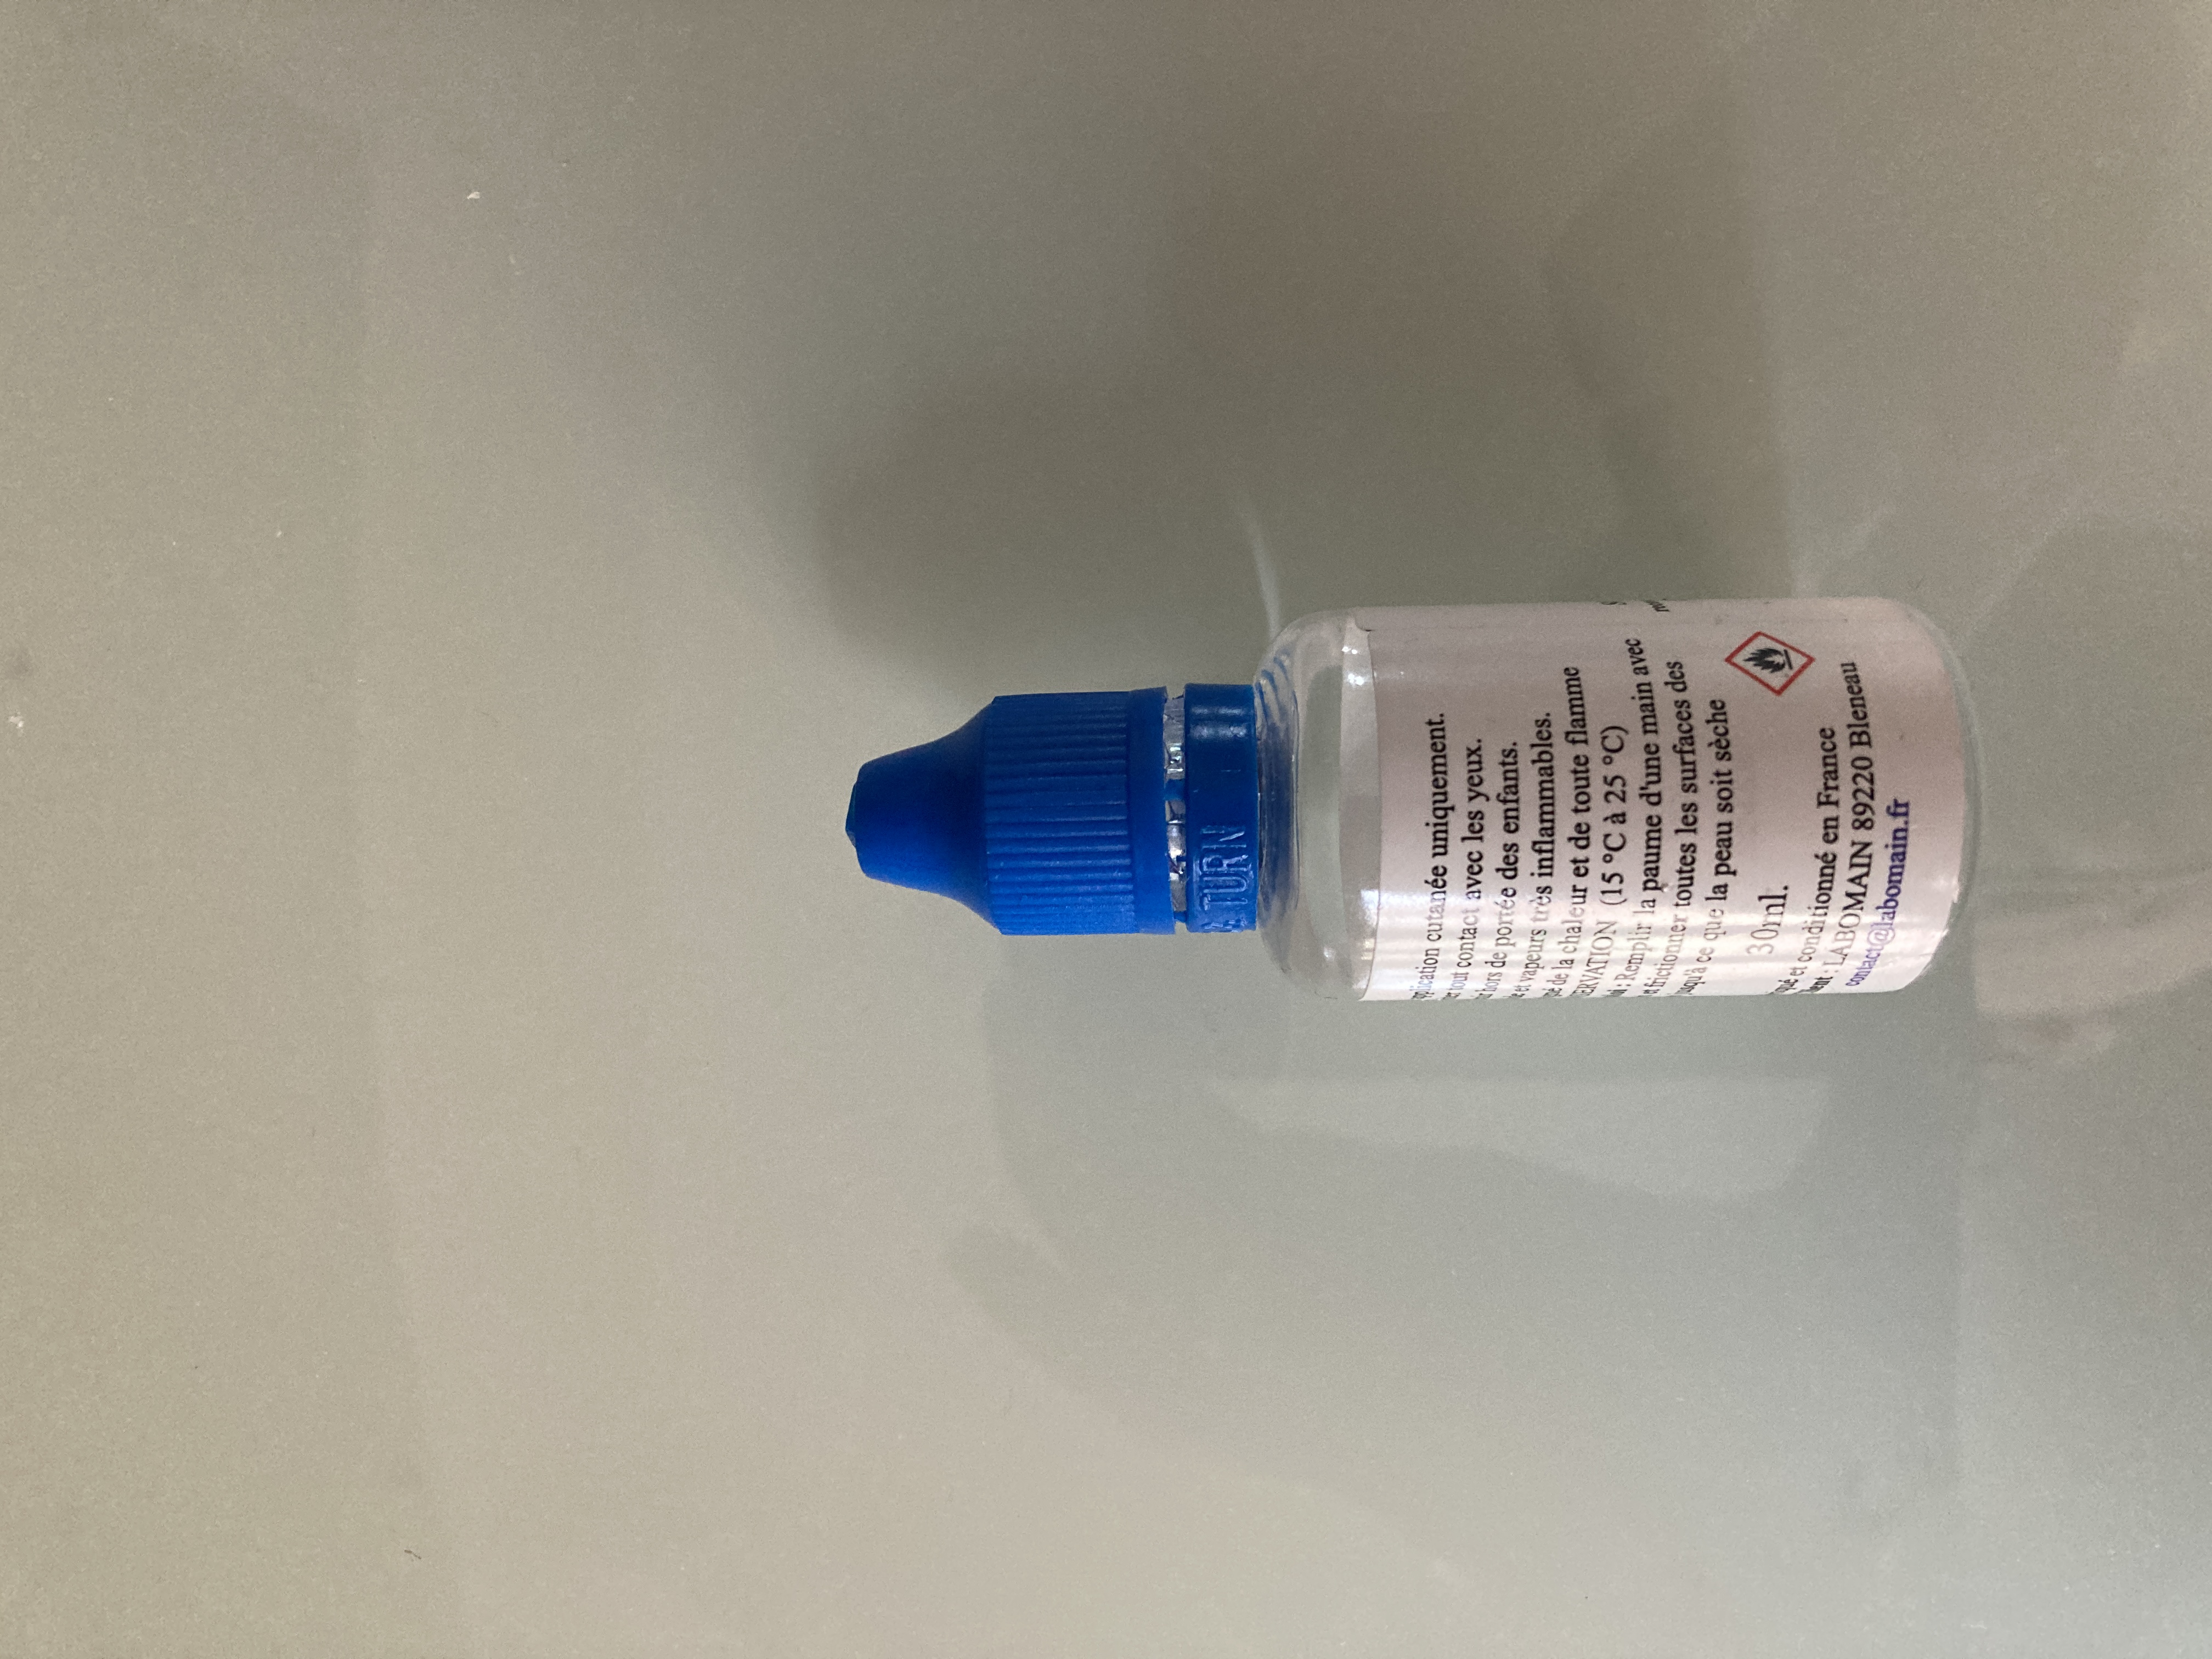 TURN
application cutanée uniquement.
tout contact avec les yeux.
hors de portée des enfants.
et vapeurs très inflammables.
de la chaleur et de toute flamme
(15 °C à 25 °C)
: Remplir la paume d'une main avec
et frictionner toutes les surfaces des
jusqu'à ce que la peau soit sèche
30ml.
et conditionné en France
: LABOMAIN 89220 Bleneau
contact@labomain.fr